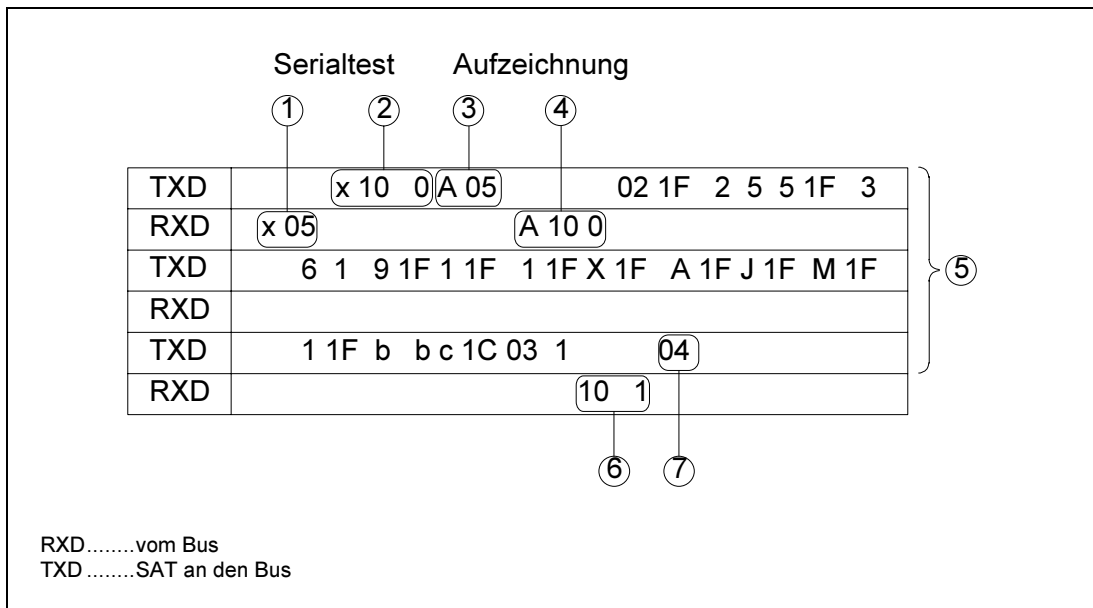 Serialtest Aufzeichnung
1 2 3 4
TXD x 10 0 A 05 02 1F 2 5 5 1F 3
RXD x 05 A 10 0
TXD 6 1 9 1F 1 1F 1 1F X 1F A 1F J 1F M 1F
5
RXD
TXD 1 1F b b c 1C 03 1 04
RXD 10 1
6 7
RXD........vom Bus
TXD ........SAT an den Bus